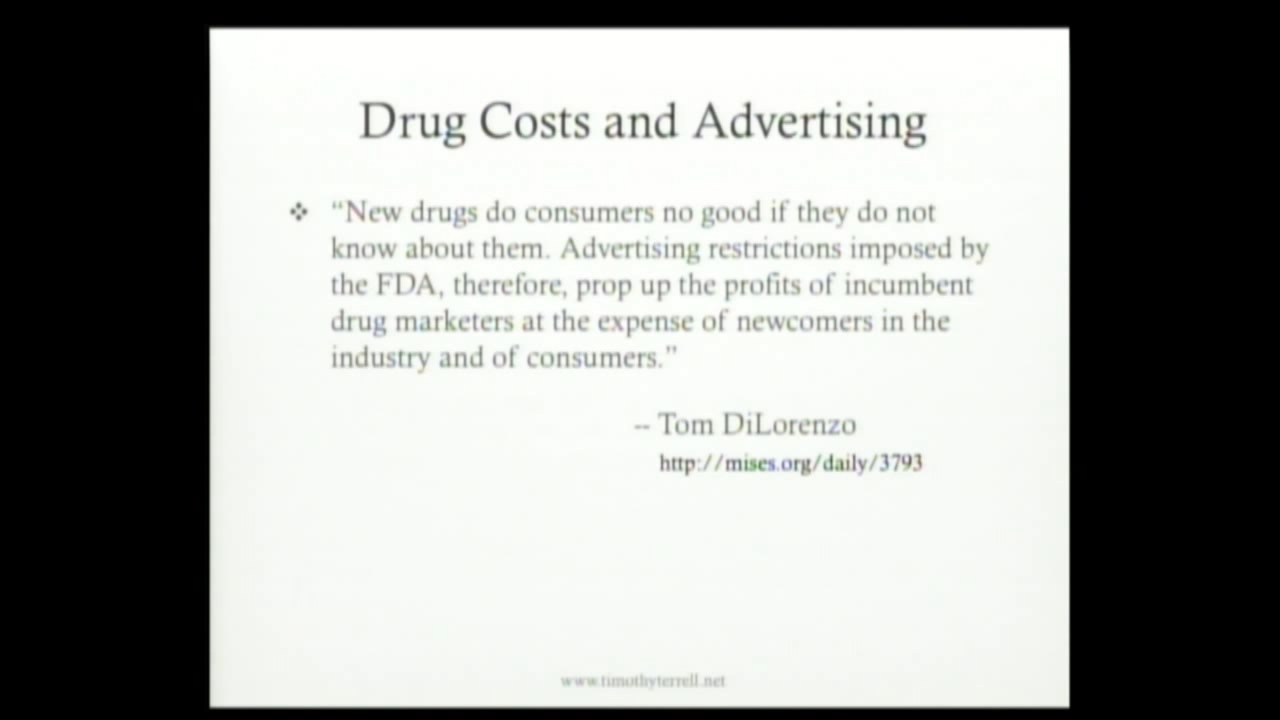 Drug Costs and Advertising
❖ “New drugs do consumers no good if they do not
know about them. Advertising restrictions imposed by
the FDA, therefore, prop up the profits of incumbent
drug marketers at the expense of newcomers in the
industry and of consumers.”
-- Tom DiLorenzo
http://mises.org/daily/3793
www.timothyterrell.net